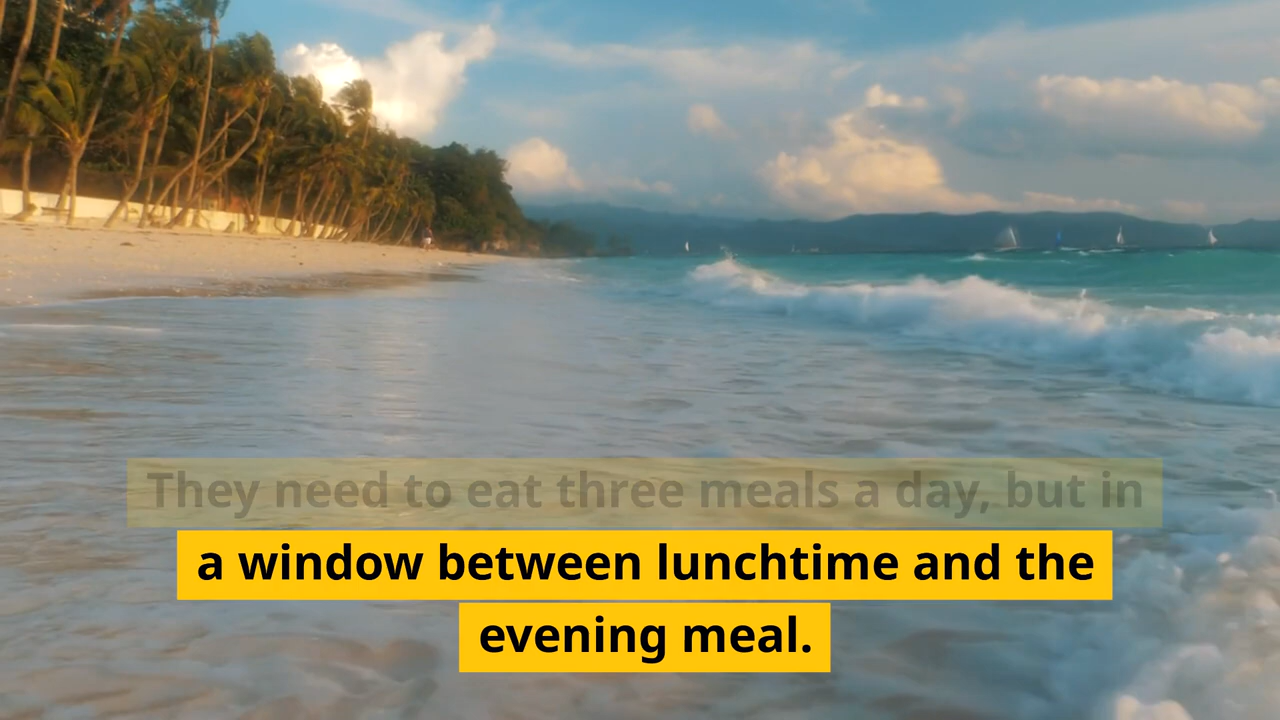 They need to eat three meals a day, but in
a window between lunchtime and the
evening meal.